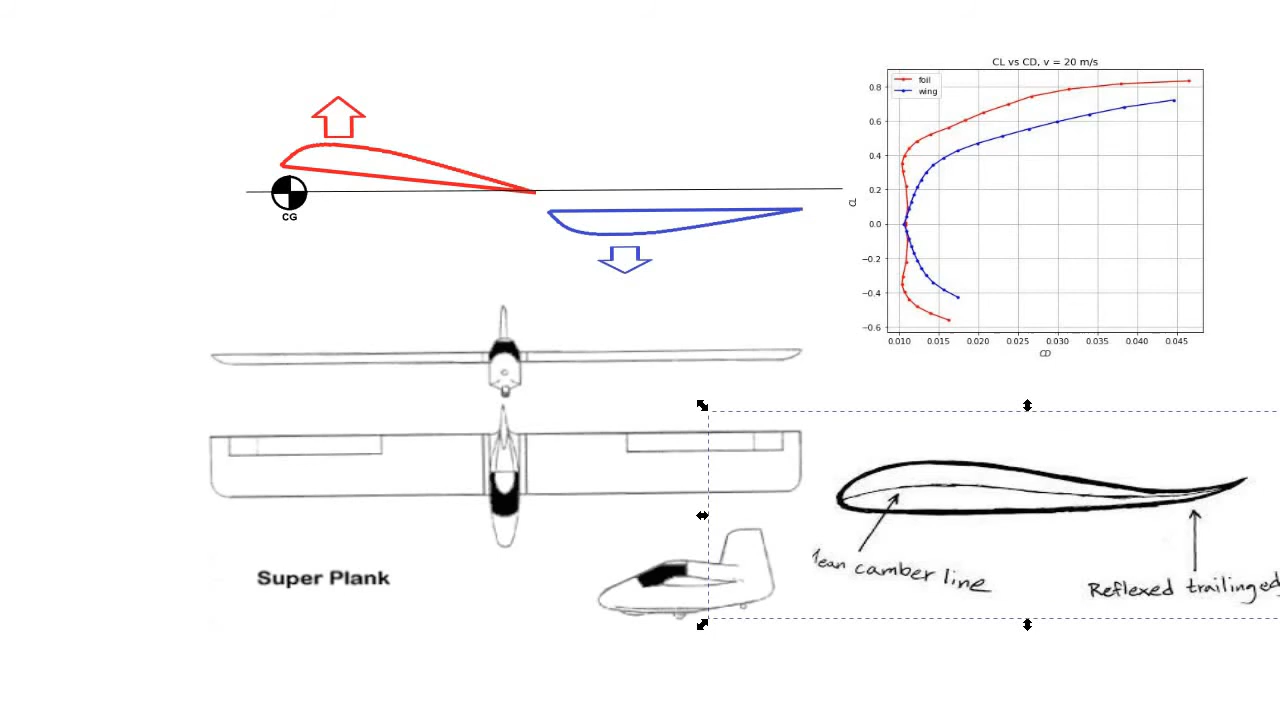 CL vs CD, v = 20 m/s
foil
wing
0.8
0.6
0.4
0.2
0.0
−0.2
−0.4
−0.6
CL
0.010 0.015 0.020 0.025 0.030 0.035 0.040 0.045
CD
CG
Super Plank
camber line
Reflexed trailing